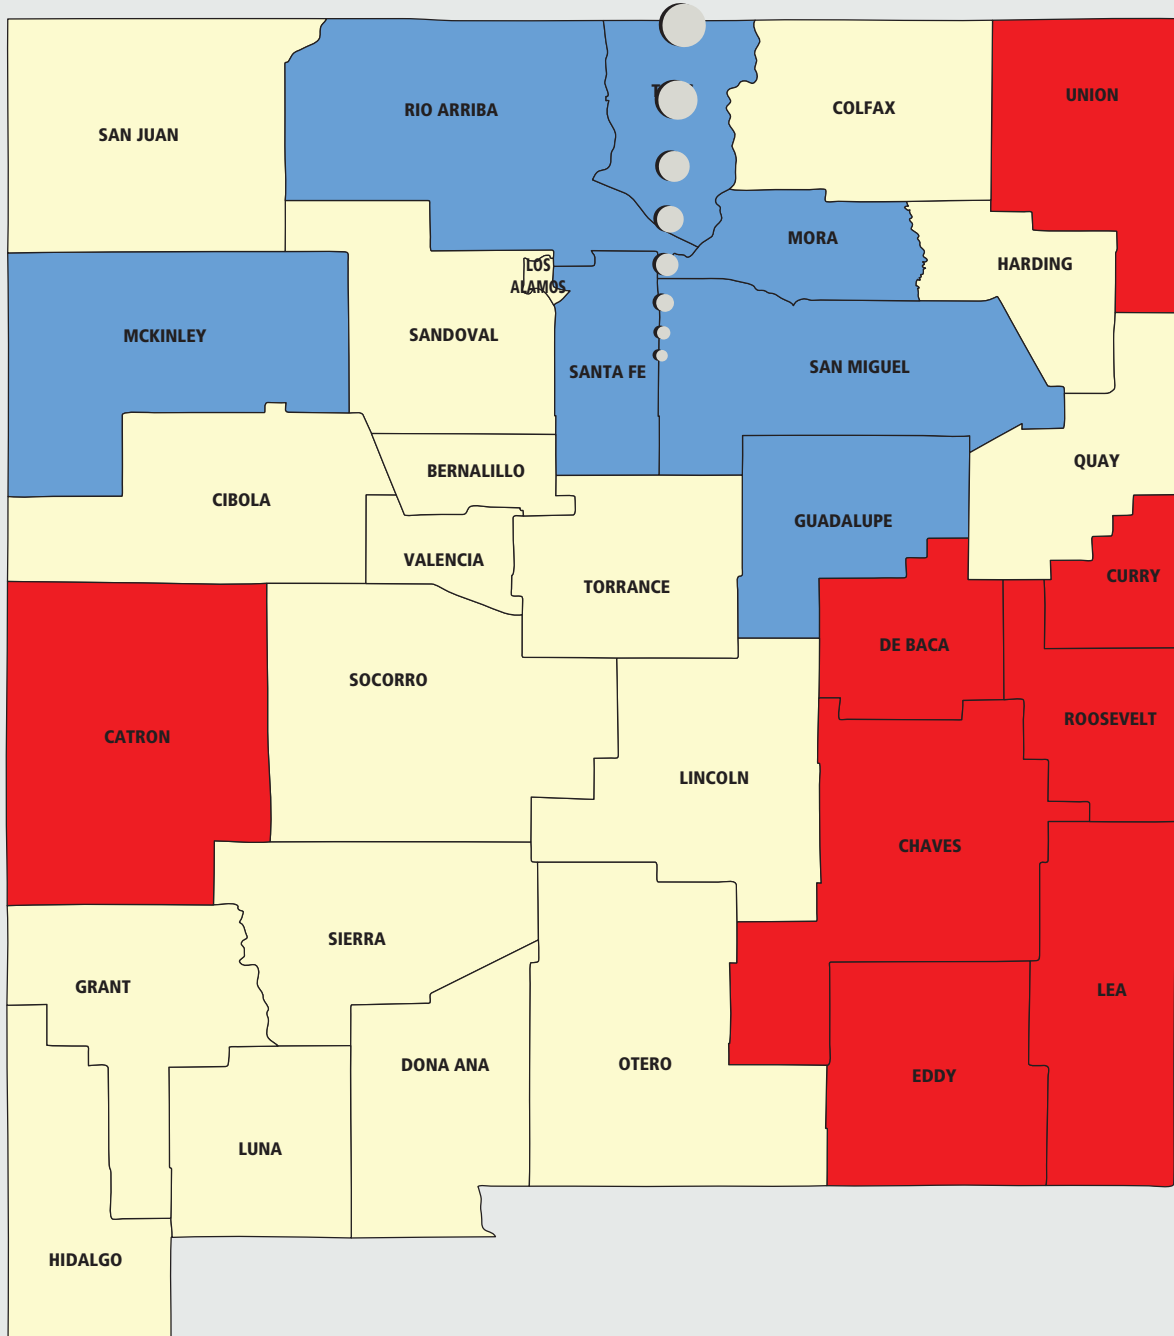 SAN JUAN
RIO ARRIBA
COLFAX
UNION
MORA
HARDING
LOS
ALAMOS
MCKINLEY
SANDOVAL
SANTA FE
SAN MIGUEL
QUAY
BERNALILLO
CIBOLA
GUADALUPE
VALENCIA
TORRANCE
CURRY
DE BACA
SOCORRO
ROOSEVELT
CATRON
LINCOLN
CHAVES
SIERRA
GRANT
LEA
DONA ANA
OTERO
EDDY
LUNA
HIDALGO